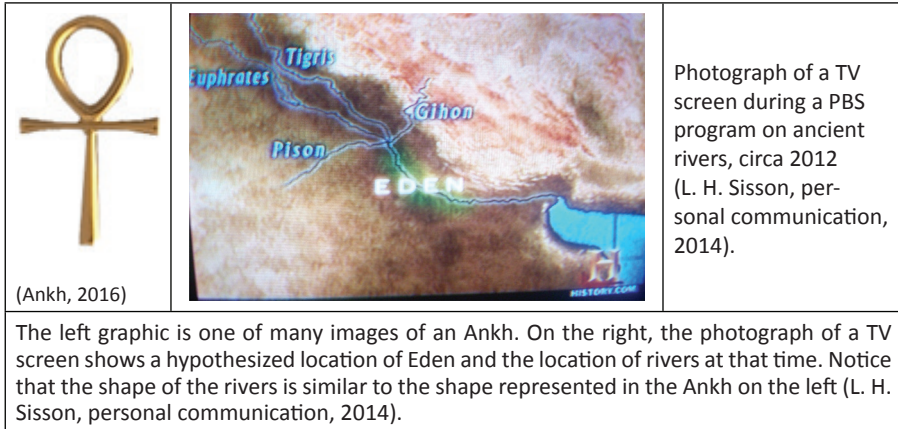 Tigris
Euphrates
Gihon
Pison
EDEN
H
HISTORY.COM
(Ankh, 2016)
Photograph of a TV
screen during a PBS
program on ancient
rivers, circa 2012
(L. H. Sisson, per-
sonal communication,
2014).
The left graphic is one of many images of an Ankh. On the right, the photograph of a TV
screen shows a hypothesized location of Eden and the location of rivers at that time. Notice
that the shape of the rivers is similar to the shape represented in the Ankh on the left (L. H.
Sisson, personal communication, 2014).